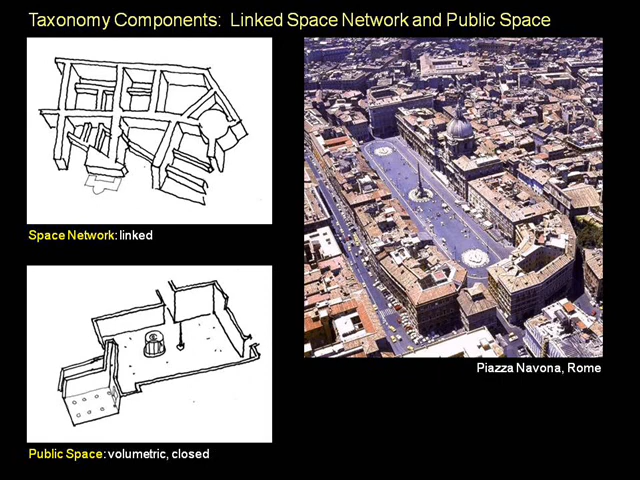 Taxonomy Components: Linked Space Network and Public Space
Space Network: linked
Piazza Navona, Rome
Public Space: volumetric, closed